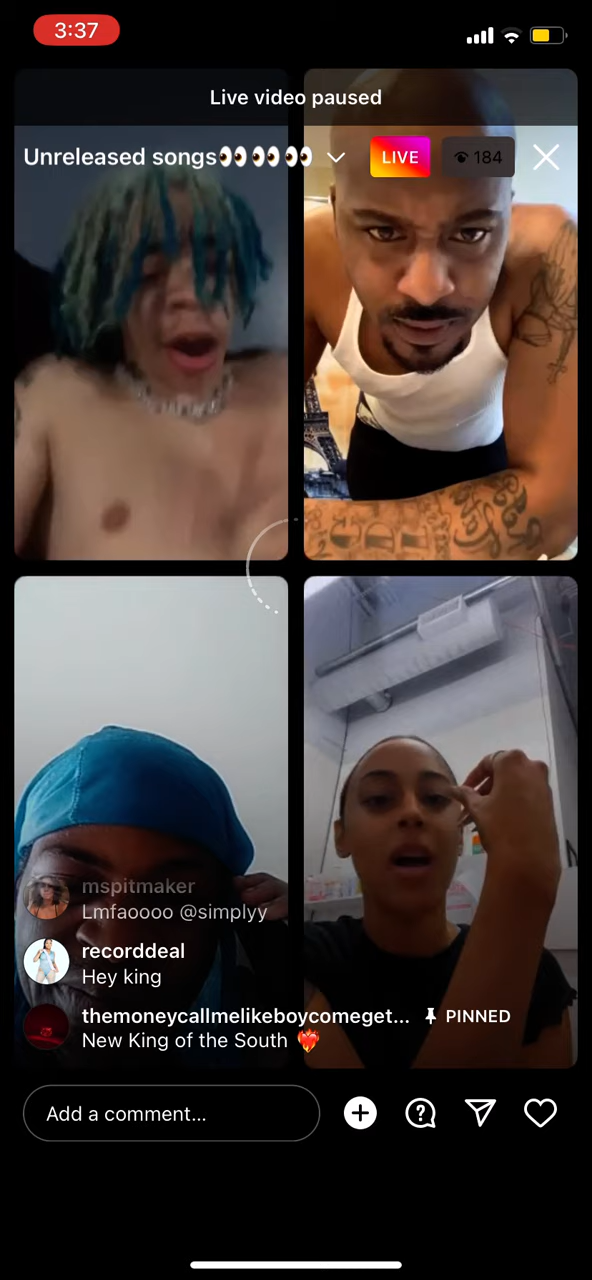 3:37
Live video paused
Unreleased songs👀👀👀
LIVE
184
mspitmaker
Lmfaoooo @simplyy
recorddeal
Hey king
themoneycallmelikeboycomeget... PINNED
New King of the South ❤️‍🔥
Add a comment...